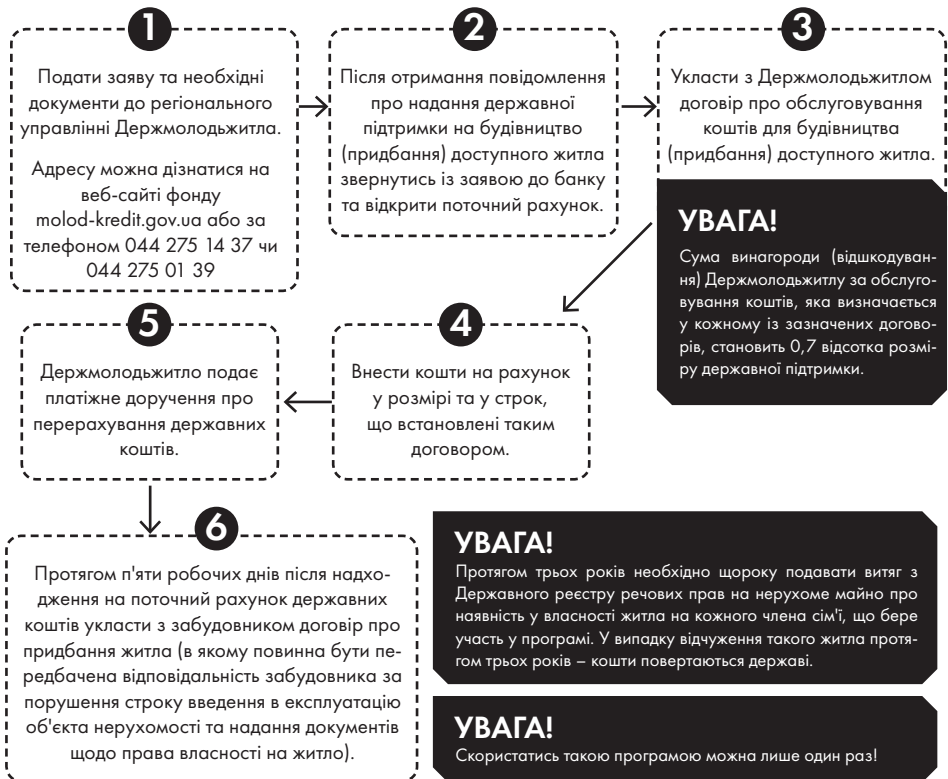 1
Подати заяву та необхідні
документи до регіонального
управлінні Держмолодьжитла.
Адресу можна дізнатися на
веб-сайті фонду
molod-kredit.gov.ua або за
телефоном 044 275 14 37 чи
044 275 01 39
2
Після отримання повідомлення
про надання державної
підтримки на будівництво
(придбання) доступного житла
звернутись із заявою до банку
та відкрити поточний рахунок.
3
Укласти з Держмолодьжитлом
договір про обслуговування
коштів для будівництва
(придбання) доступного житла.
УВАГА!
Сума винагороди (відшкодуван-
ня) Держмолодьжитлу за обслуго-
вування коштів, яка визначається
у кожному із зазначених догово-
рів, становить 0,7 відсотка розмі-
ру державної підтримки.
4
Внести кошти на рахунок
у розмірі та у строк,
що встановлені таким
договором.
5
Держмолодьжитло подає
платіжне доручення про
перерахування державних
коштів.
6
Протягом п'яти робочих днів після надхо-
дження на поточний рахунок державних
коштів укласти з забудовником договір про
придбання житла (в якому повинна бути пе-
редбачена відповідальність забудовника за
порушення строку введення в експлуатацію
об'єкта нерухомості та надання документів
щодо права власності на житло).
УВАГА!
Протягом трьох років необхідно щороку подавати витяг з
Державного реєстру речових прав на нерухоме майно про
наявність у власності житла на кожного члена сім'ї, що бере
участь у програмі. У випадку відчуження такого житла протя-
гом трьох років – кошти повертаються державі.
УВАГА!
Скористатись такою програмою можна лише один раз!